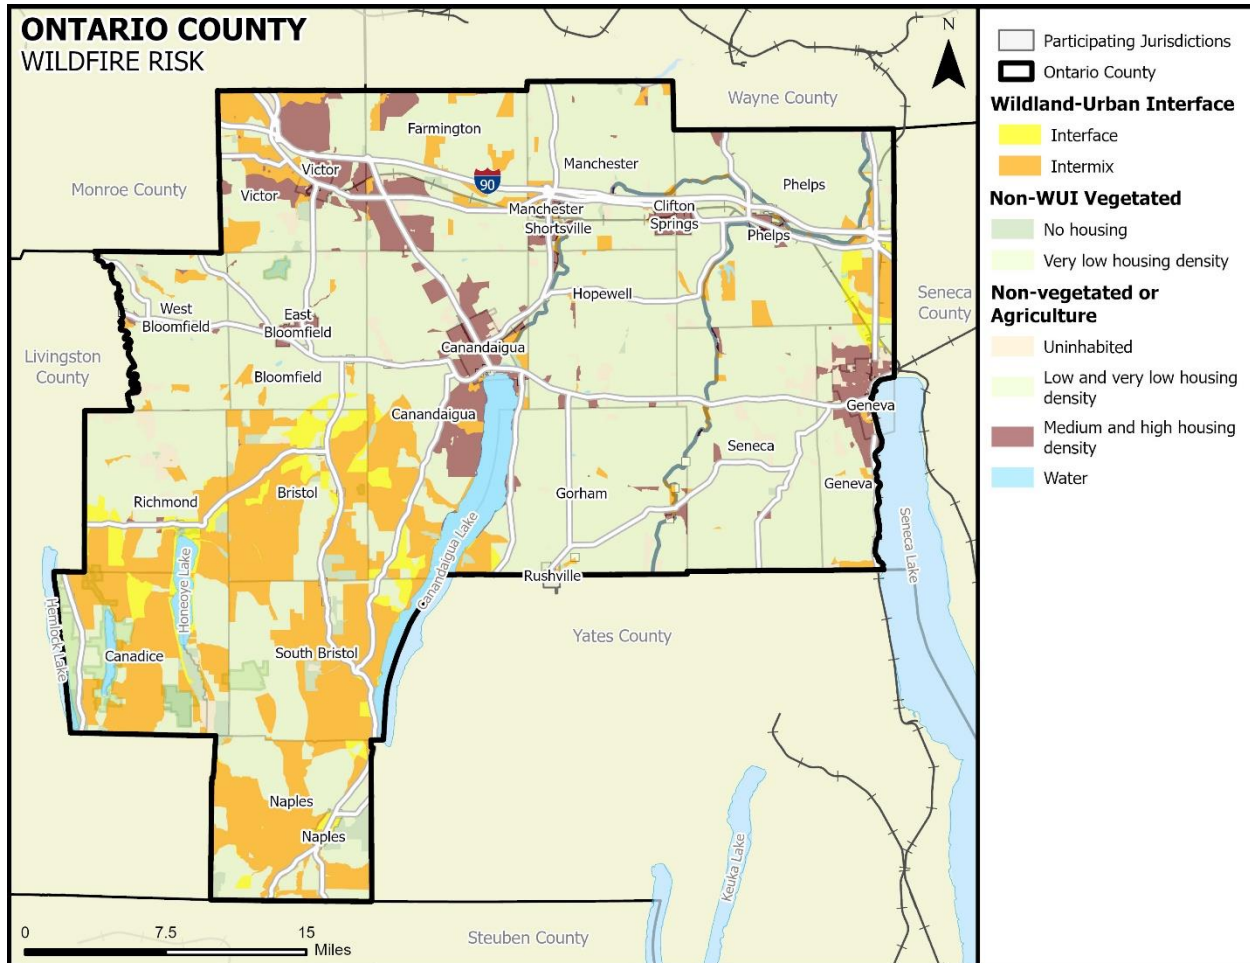 ONTARIO COUNTY
WILDFIRE RISK
N
Wayne County
Farmington
Manchester
Victor
90
Phelps
Monroe County
Victor
Manchester
Shortsville
Clifton
Springs
Phelps
Hopewell
Seneca
County
West
Bloomfield
East
Bloomfield
Canandaigua
Livingston
County
Bloomfield
Canandaigua
Geneva
Seneca
Richmond
Bristol
Gorham
Geneva
Seneca Lake
Honeoye Lake
Canandaigua Lake
Rushville
Hemlock Lake
Canadice
South Bristol
Yates County
Naples
Naples
Keuka Lake
Steuben County
0 7.5 15
Miles
Participating Jurisdictions
Ontario County
Wildland-Urban Interface
Interface
Intermix
Non-WUI Vegetated
No housing
Very low housing density
Non-vegetated or
Agriculture
Uninhabited
Low and very low housing
density
Medium and high housing
density
Water